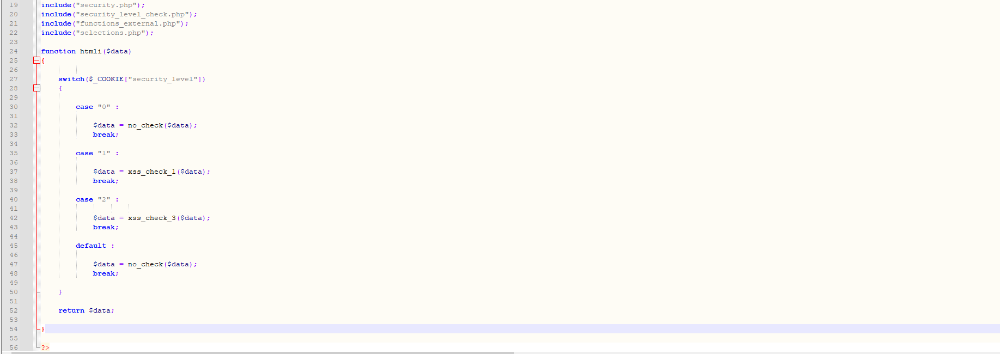 19 include("security.php");
20 include("security_level_check.php");
21 include("functions_external.php");
22 include("selections.php");
23
24 function htmli($data)
25 {
26
27 switch($_COOKIE["security_level"])
28 {
29
30 case "0" :
31
32 $data = no_check($data);
33 break;
34
35 case "1" :
36
37 $data = xss_check_1($data);
38 break;
39
40 case "2" :
41
42 $data = xss_check_3($data);
43 break;
44
45 default :
46
47 $data = no_check($data);
48 break;
49
50 }
51
52 return $data;
53
54 }
55
56 ?>